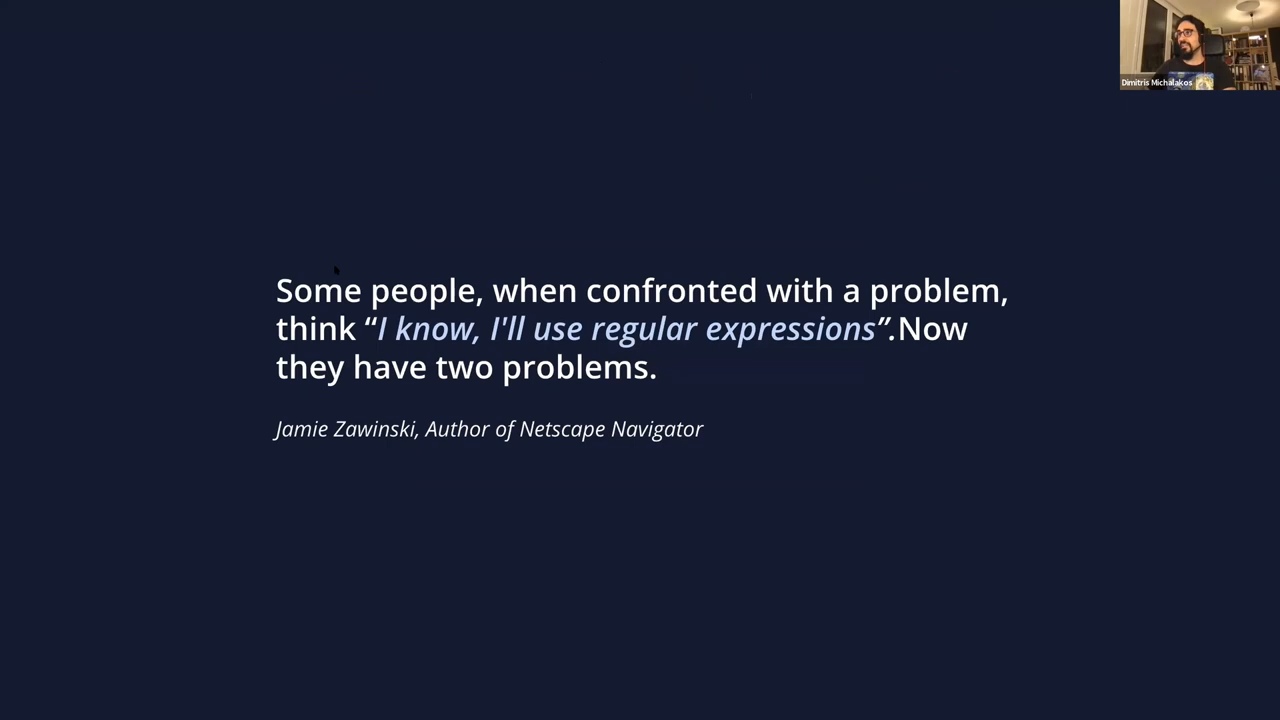 Dimitris Michalakos
Some people, when confronted with a problem,
think “I know, I'll use regular expressions”.Now
they have two problems.
Jamie Zawinski, Author of Netscape Navigator